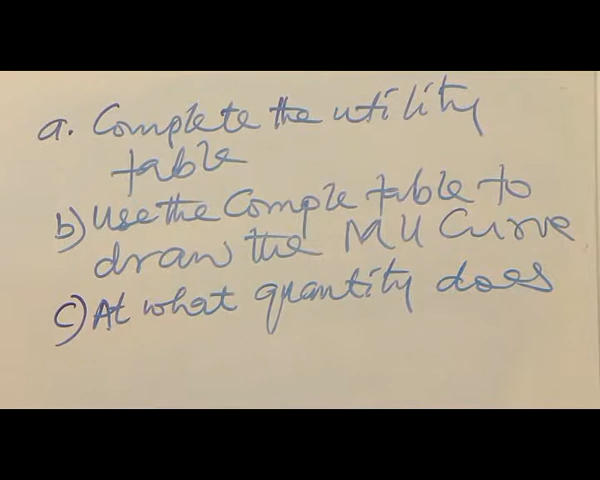 a. Complete the utility
table
b) Use the Comple table to
draw the MU Curve
c) At what quantity does